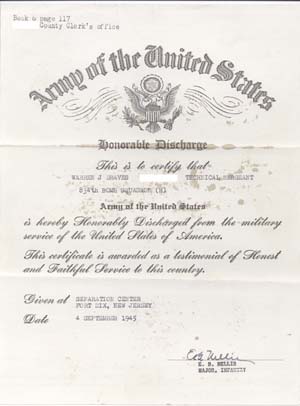 Book 6 page 117
County Clerk's office
Army of the United States
Honorable Discharge
This is to certify that
WARREN J GRAVES TECHNICAL SERGEANT
834th BOMB SQUADRON (H)
Army of the United States
is hereby Honorably Discharged from the military
service of the United States of America.
This certificate is awarded as a testimonial of Honest
and Faithful Service to this country.
Given at SEPARATION CENTER
FORT DIX, NEW JERSEY
Date 4 SEPTEMBER 1945
E. B. NELLIS
MAJOR, INFANTRY